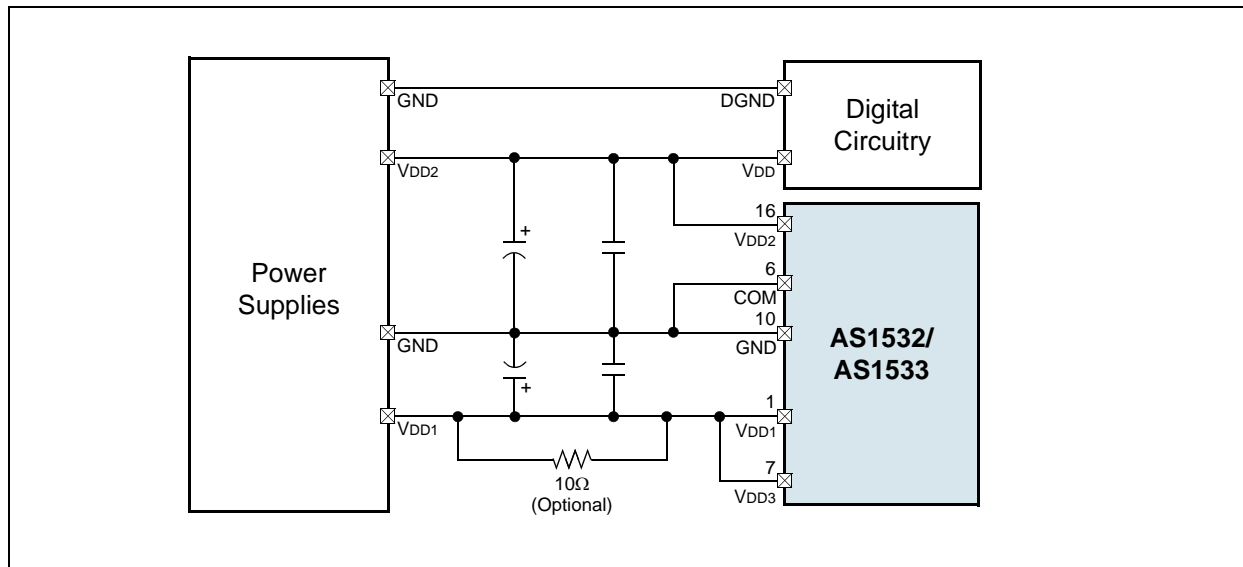 Power
Supplies
GND
VDD2
GND
VDD1
+
+
10Ω
(Optional)
DGND
VDD
Digital
Circuitry
16
VDD2
6
COM
10
GND
1
VDD1
7
VDD3
AS1532/
AS1533